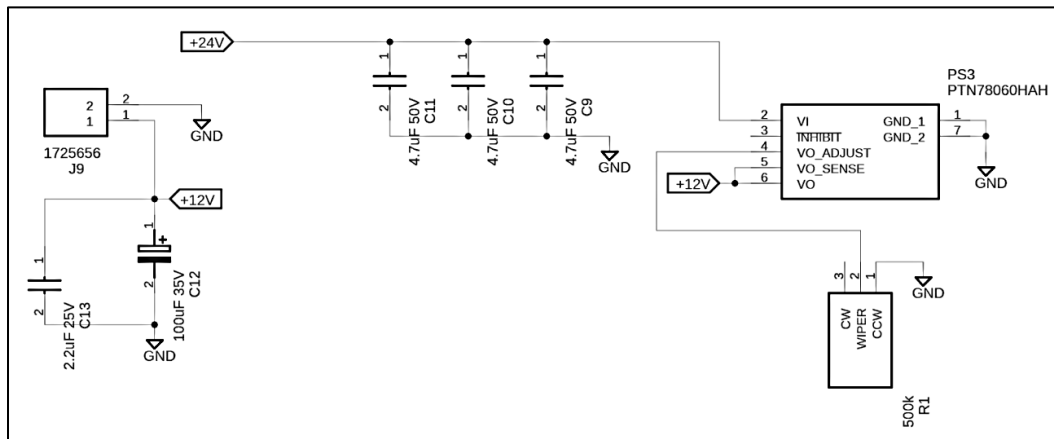 +24V
2
1
2
1
GND
1725656
J9
+12V
1
2
2.2uF 25V
C13
1
+
2
100uF 35V
C12
GND
1
2
4.7uF 50V
C11
1
2
4.7uF 50V
C10
1
2
4.7uF 50V
C9
GND
PS3
PTN78060HAH
2
3
4
5
6
VI
INHIBIT
VO_ADJUST
VO_SENSE
VO
GND_1
GND_2
1
7
GND
+12V
3
2
1
GND
CW
WIPER
CCW
500k
R1